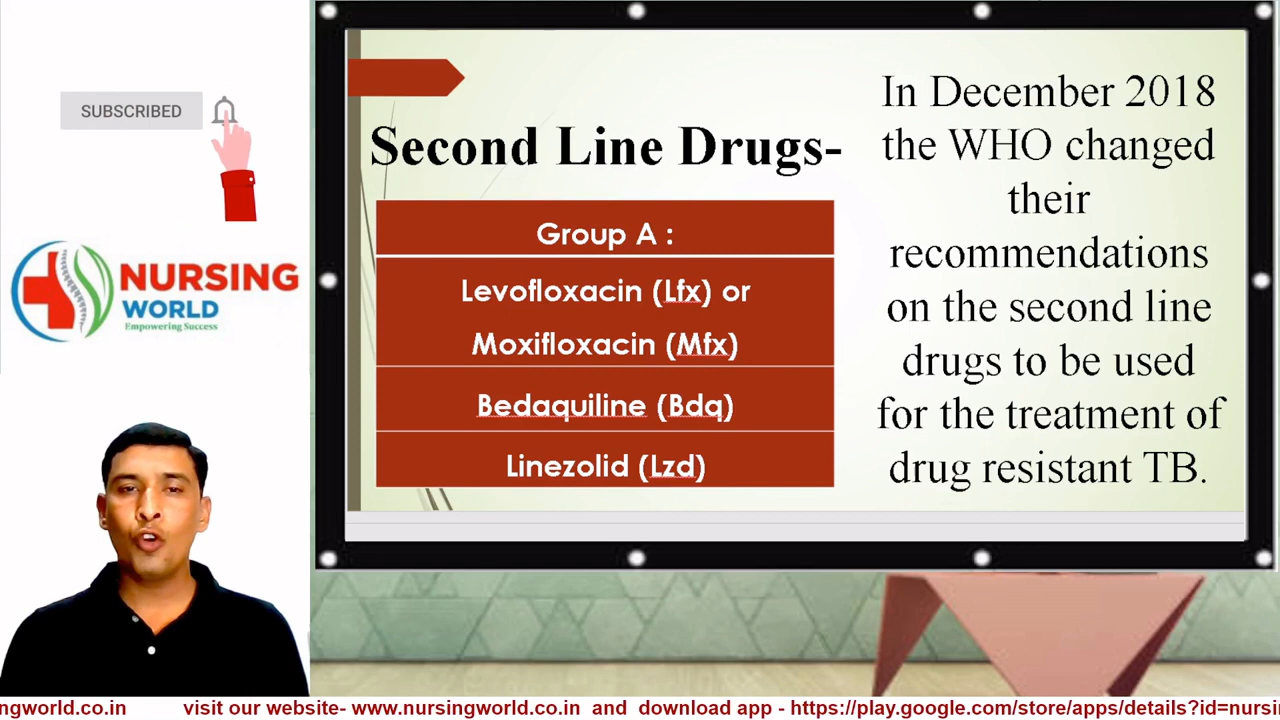 SUBSCRIBED
NURSING
WORLD
Empowering Success
Second Line Drugs-
Group A :
Levofloxacin (Lfx) or
Moxifloxacin (Mfx)
Bedaquiline (Bdq)
Linezolid (Lzd)
In December 2018
the WHO changed
their
recommendations
on the second line
drugs to be used
for the treatment of
drug resistant TB.
ngworld.co.in visit our website- www.nursingworld.co.in and download app - https://play.google.com/store/apps/details?id=nursi